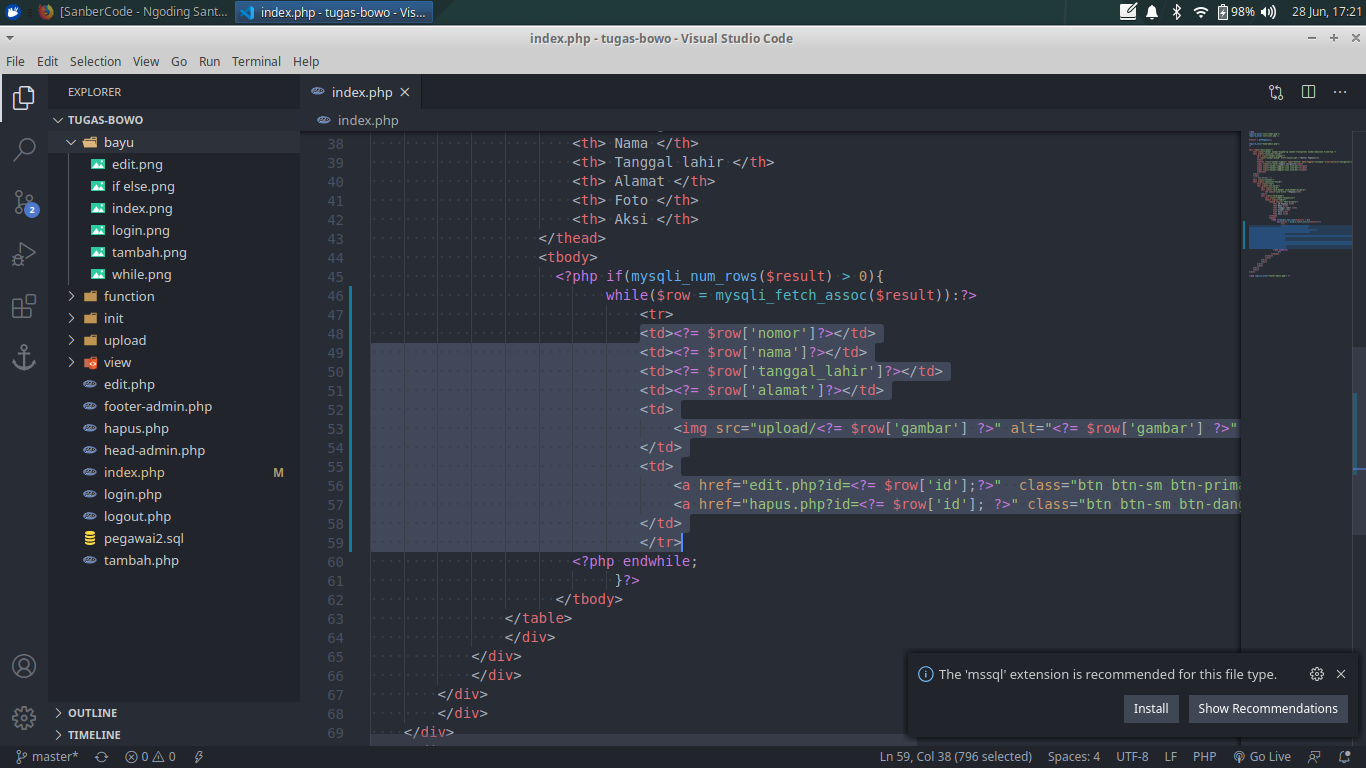 [SanberCode - Ngoding Sant...
index.php - tugas-bowo - Vis...
98%
28 Jun, 17:21
index.php - tugas-bowo - Visual Studio Code
File Edit Selection View Go Run Terminal Help
EXPLORER
TUGAS-BOWO
bayu
edit.png
if else.png
index.png
login.png
tambah.png
while.png
function
init
upload
view
edit.php
footer-admin.php
hapus.php
head-admin.php
index.php M
login.php
logout.php
pegawai2.sql
tambah.php
OUTLINE
TIMELINE
2
index.php
index.php
38 <th> Nama </th>
39 <th> Tanggal lahir </th>
40 <th> Alamat </th>
41 <th> Foto </th>
42 <th> Aksi </th>
43 </thead>
44 <tbody>
45 <?php if(mysqli_num_rows($result) > 0){
46 while($row = mysqli_fetch_assoc($result)):?>
47 <tr>
48 <td><?= $row['nomor']?></td>
49 <td><?= $row['nama']?></td>
50 <td><?= $row['tanggal_lahir']?></td>
51 <td><?= $row['alamat']?></td>
52 <td>
53 <img src="upload/<?= $row['gambar'] ?>" alt="<?= $row['gambar'] ?>"
54 </td>
55 <td>
56 <a href="edit.php?id=<?= $row['id'];?>"  class="btn btn-sm btn-prima
57 <a href="hapus.php?id=<?= $row['id']; ?>" class="btn btn-sm btn-dang
58 </td>
59 </tr>
60 <?php endwhile;
61 }?>
62 </tbody>
63 </table>
64 </div>
65 </div>
66 </div>
67 </div>
68 </div>
69 </div>
The 'mssql' extension is recommended for this file type.
Install
Show Recommendations
master* 0 0 Ln 59, Col 38 (796 selected) Spaces: 4 UTF-8 LF PHP Go Live